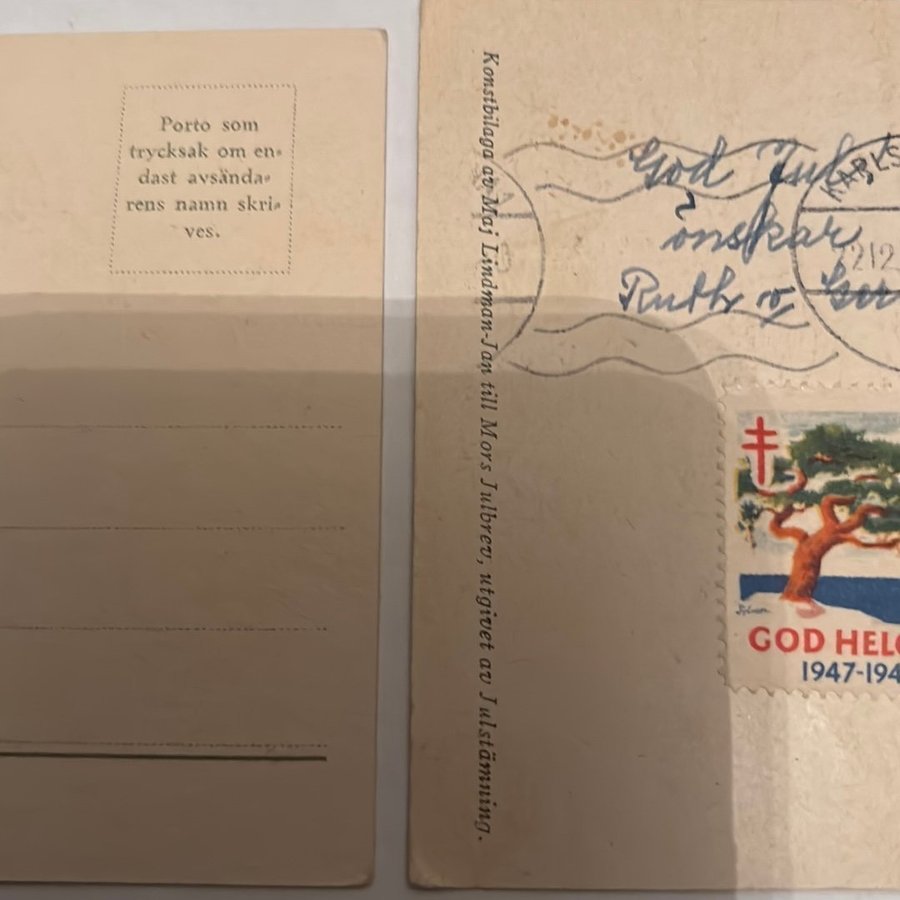 Porto som
trycksak om en-
dast avsända-
rens namn skri-
ves.
Konstbilaga av Maj Lindman-Jan till Mors Julbrev, utgivet av Julstämning.
God Jul
önskar
Ruth o
KARLS
GOD HELG
1947-194